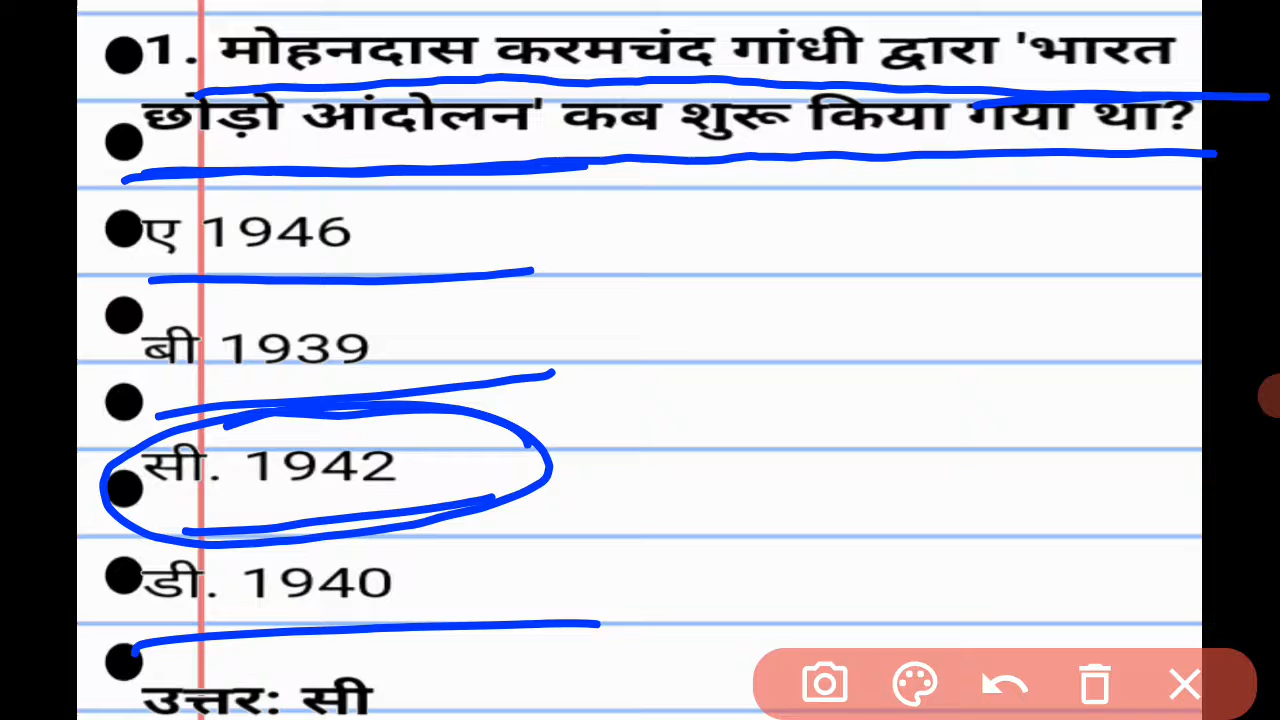 1. मोहनदास करमचंद गांधी द्वारा 'भारत
छोड़ो आंदोलन' कब शुरू किया गया था?
ए 1946
बी 1939
सी. 1942
डी. 1940
उत्तर: सी